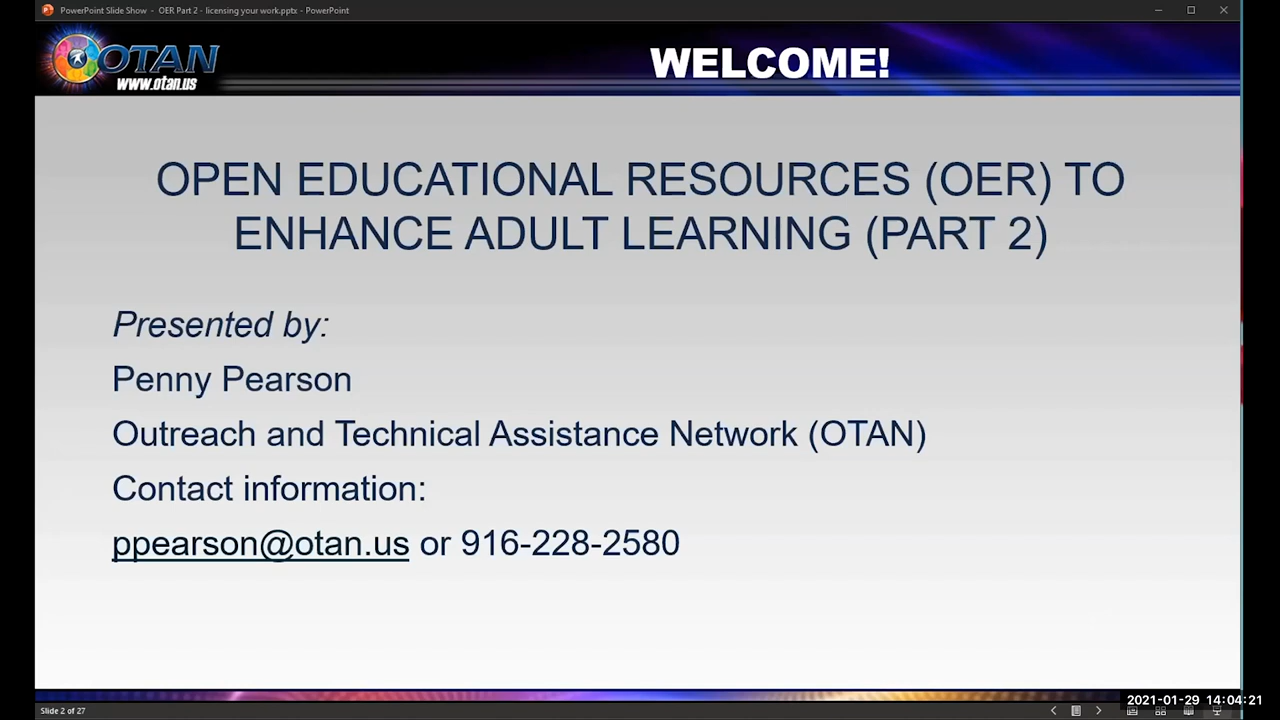 PowerPoint Slide Show - OER Part 2 - licensing your work.pptx - PowerPoint
OTAN
www.otan.us
WELCOME!
OPEN EDUCATIONAL RESOURCES (OER) TO
ENHANCE ADULT LEARNING (PART 2)
Presented by:
Penny Pearson
Outreach and Technical Assistance Network (OTAN)
Contact information:
ppearson@otan.us or 916-228-2580
2021-01-29 14:04:21
Slide 2 of 27